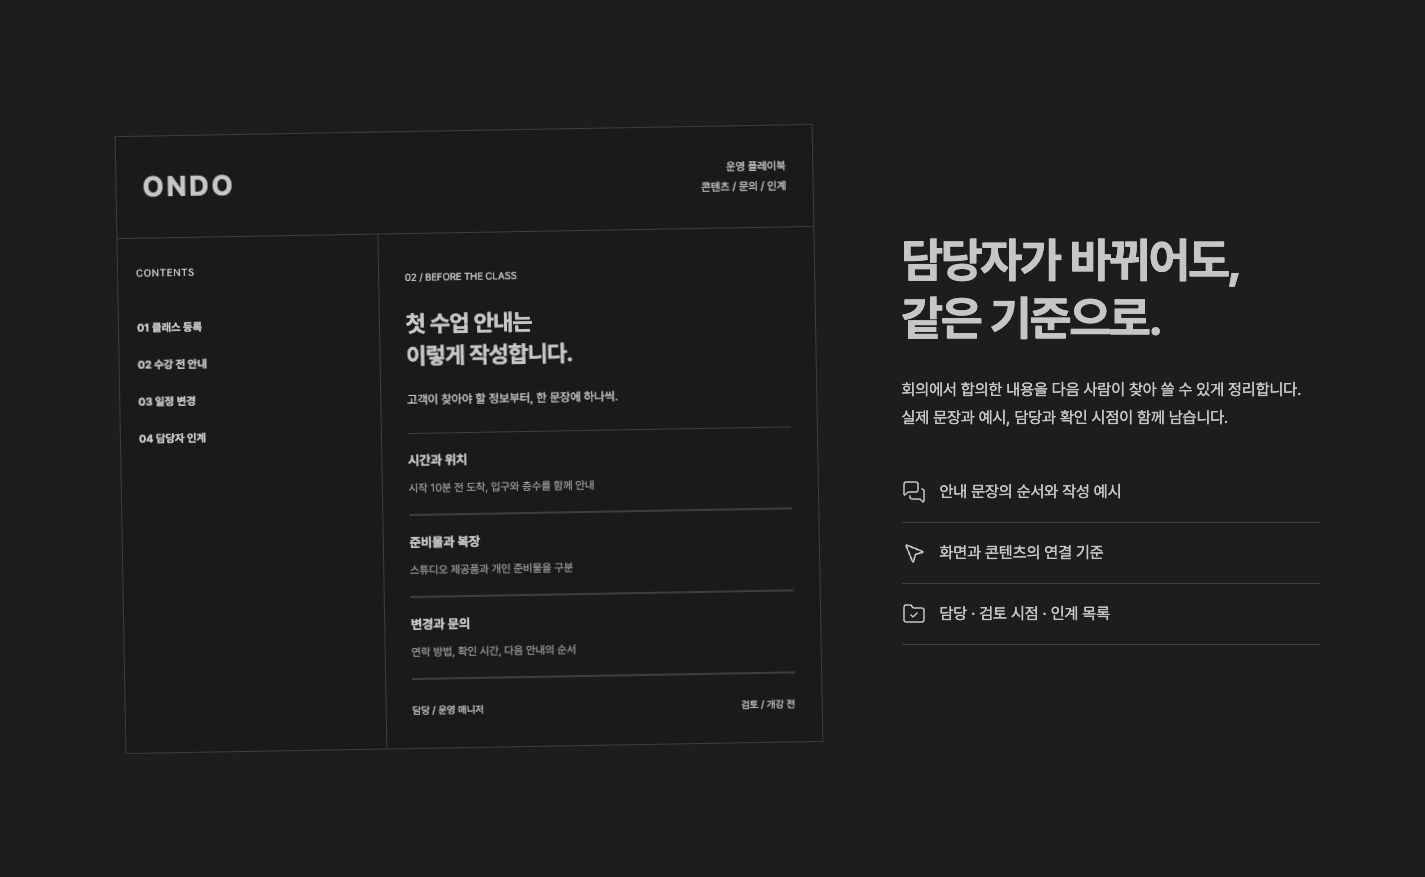 ONDO
운영 플레이북
콘텐츠 / 문의 / 인계
CONTENTS
01 클래스 등록
02 수강 전 안내
03 일정 변경
04 담당자 인계
02 / BEFORE THE CLASS
첫 수업 안내는
이렇게 작성합니다.
고객이 찾아야 할 정보부터, 한 문장에 하나씩.
시간과 위치
시작 10분 전 도착, 입구와 층수를 함께 안내
준비물과 복장
스튜디오 제공품과 개인 준비물을 구분
변경과 문의
연락 방법, 확인 시간, 다음 안내의 순서
담당 / 운영 매니저
검토 / 개강 전
담당자가 바뀌어도,
같은 기준으로.
회의에서 합의한 내용을 다음 사람이 찾아 쓸 수 있게 정리합니다.
실제 문장과 예시, 담당과 확인 시점이 함께 남습니다.
안내 문장의 순서와 작성 예시
화면과 콘텐츠의 연결 기준
담당 · 검토 시점 · 인계 목록